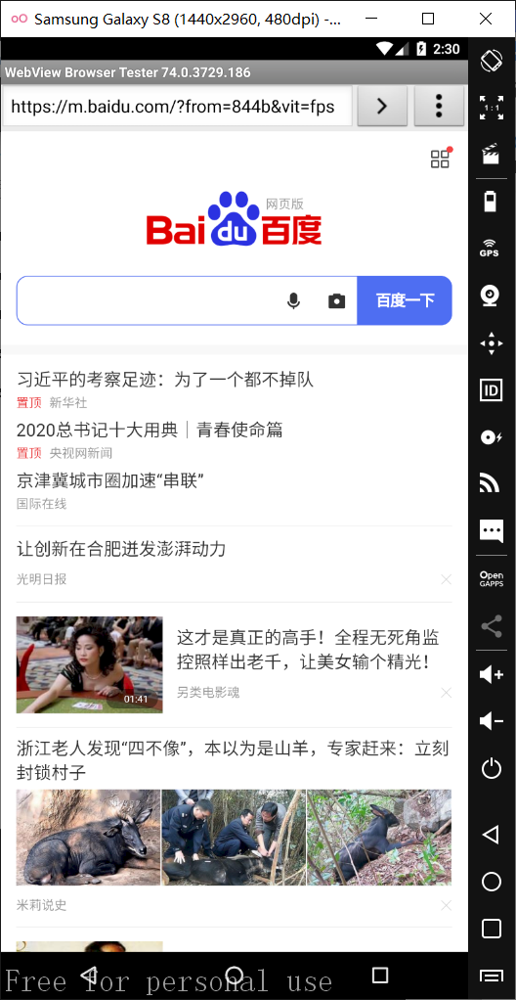 Samsung Galaxy S8 (1440x2960, 480dpi) -...
2:30
WebView Browser Tester 74.0.3729.186
https://m.baidu.com/?from=844b&vit=fps
1:1
网页版
Bai du 百度
百度一下
GPS
习近平的考察足迹：为了一个都不掉队
置顶 新华社
ID
2020总书记十大用典｜青春使命篇
置顶 央视网新闻
京津冀城市圈加速“串联”
国际在线
让创新在合肥迸发澎湃动力
光明日报
Open
GAPPS
这才是真正的高手！全程无死角监
控照样出老千，让美女输个精光！
01:41
另类电影魂
浙江老人发现“四不像”，本以为是山羊，专家赶来：立刻
封锁村子
米莉说史
Free for personal use